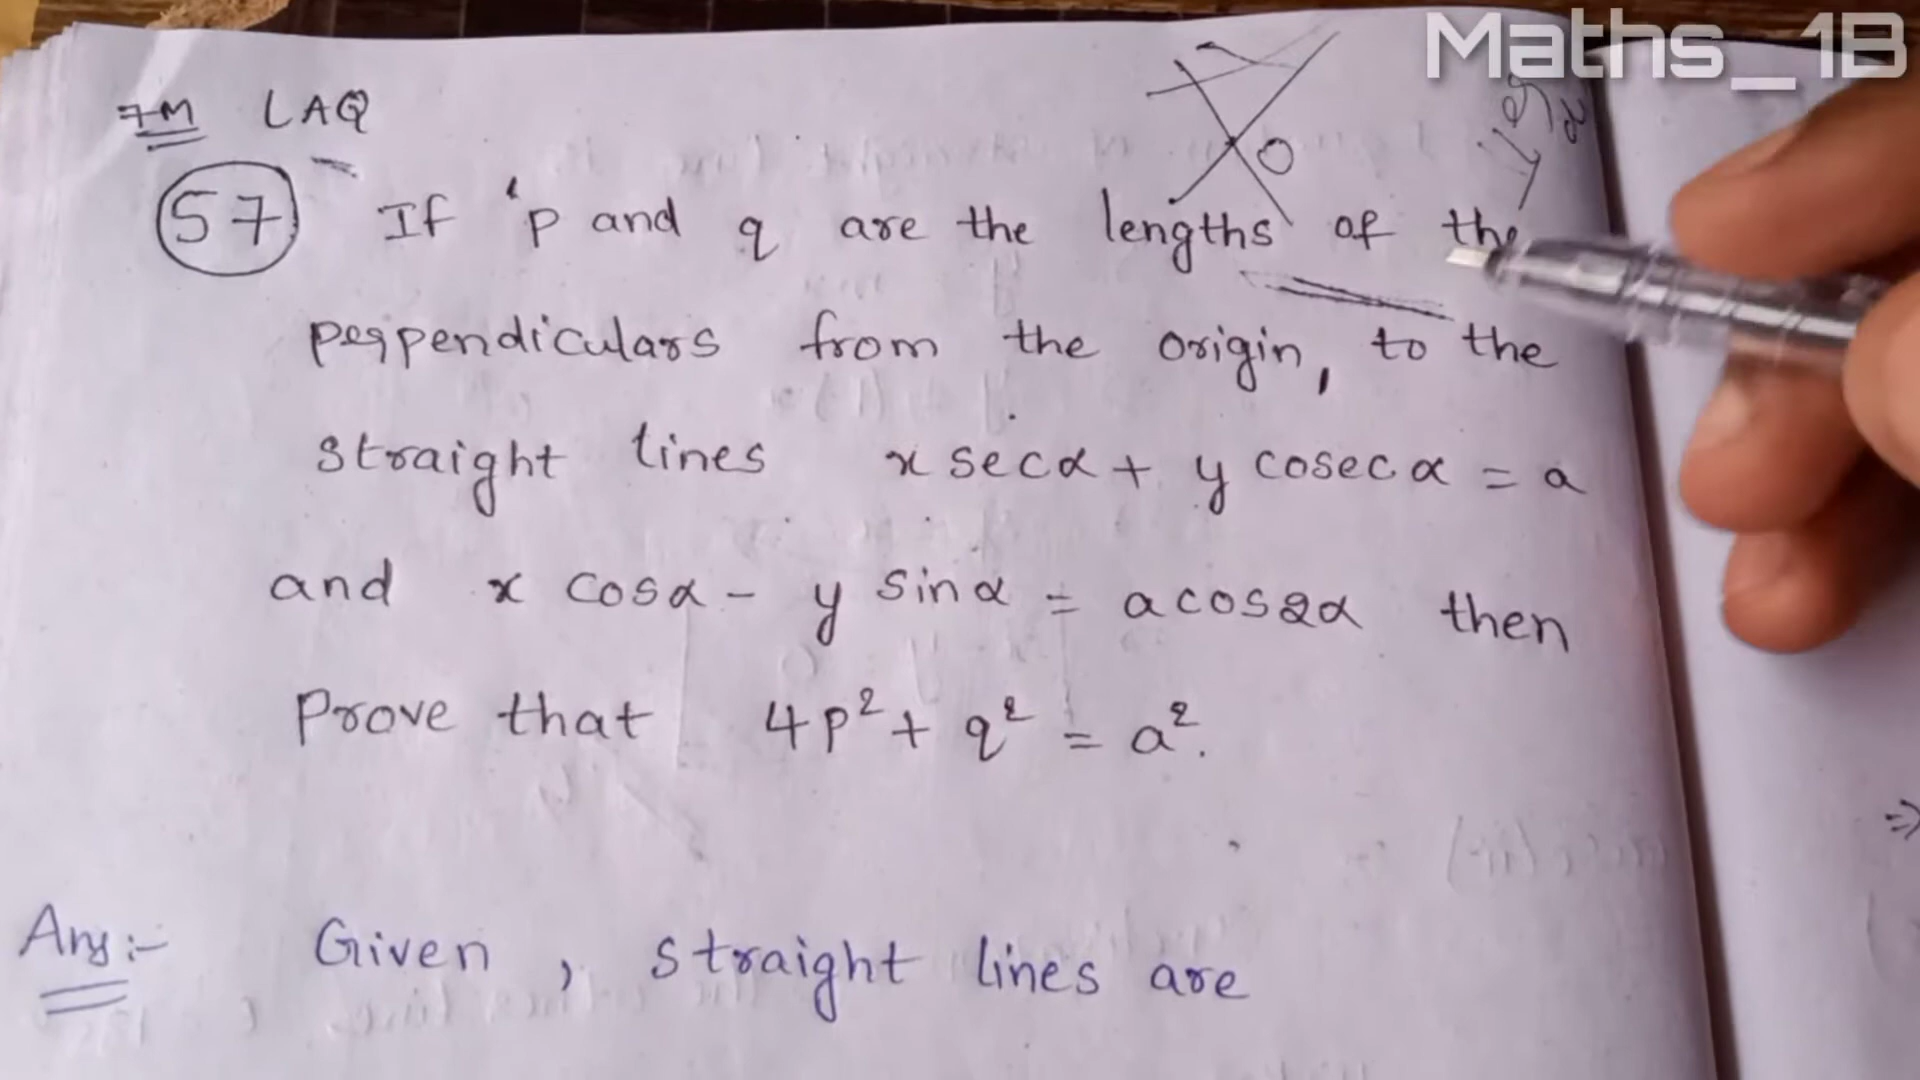 Maths_1B
7M LAQ
O
57 If 'p and q are the lengths of the
perpendiculars from the origin, to the
straight lines x secα + y cosecα = a
and x cosα - y sinα = a cos2α then
Prove that 4p² + q² = a².
Ans:- Given, straight lines are